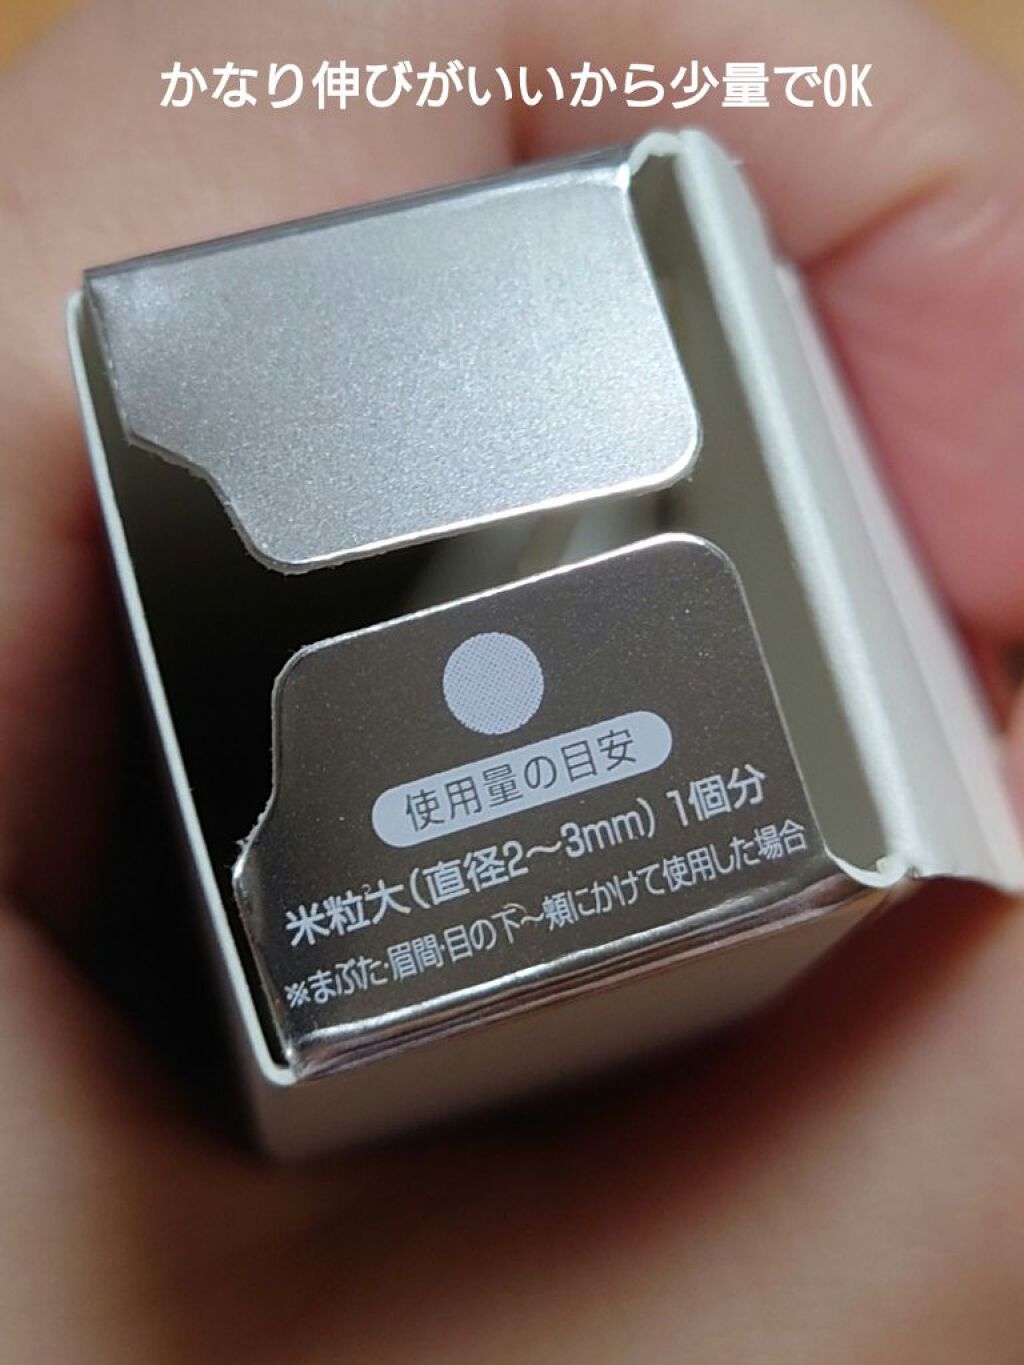 かなり伸びがいいから少量でOK
使用量の目安
米粒大(直径2〜3mm)1個分
※まぶた・眉間・目の下〜頬にかけて使用した場合